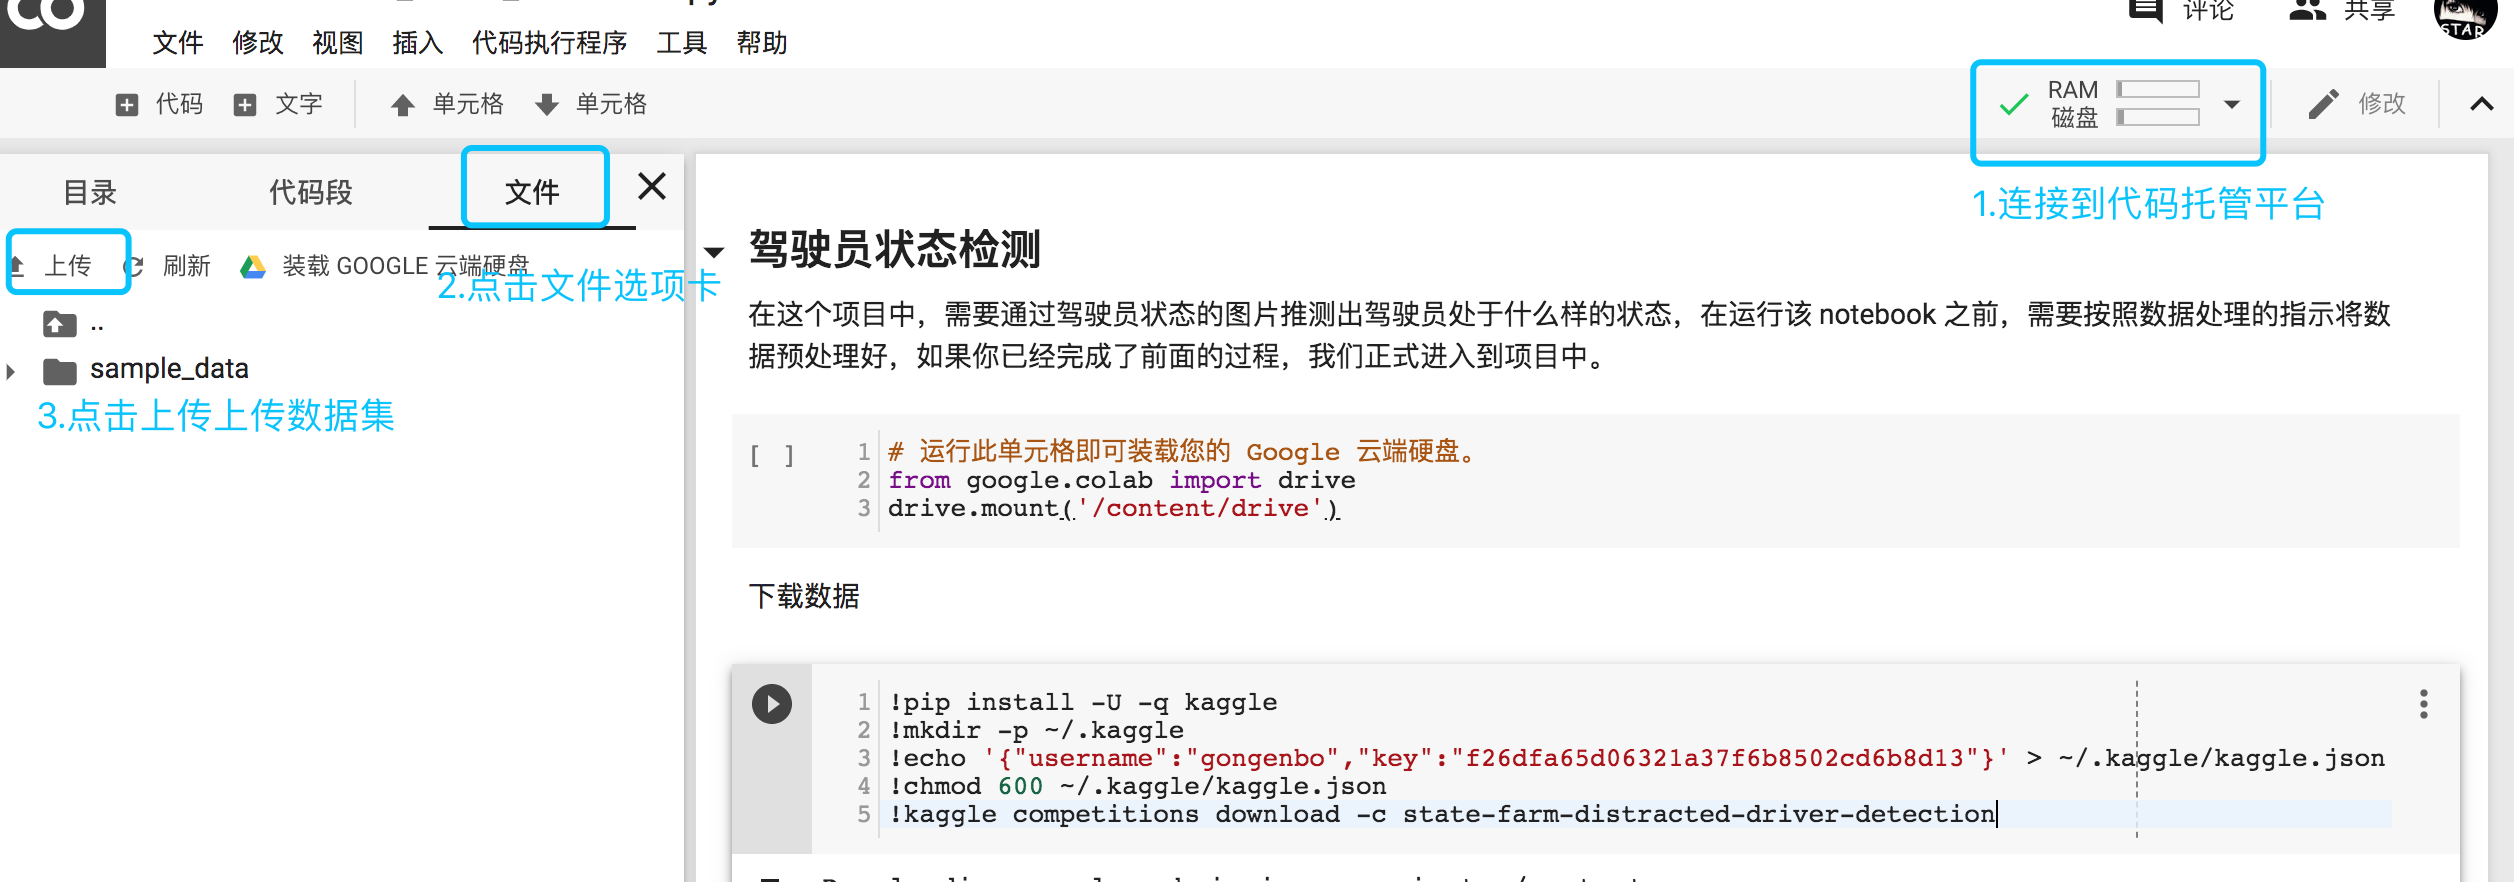 评论 共享
文件 修改 视图 插入 代码执行程序 工具 帮助
STAR
代码 文字 单元格 单元格
RAM
磁盘
修改
1.连接到代码托管平台
目录 代码段 文件
上传 刷新 装载 GOOGLE 云端硬盘
2.点击文件选项卡
..
sample_data
3.点击上传上传数据集
驾驶员状态检测
在这个项目中，需要通过驾驶员状态的图片推测出驾驶员处于什么样的状态，在运行该 notebook 之前，需要按照数据处理的指示将数
据预处理好，如果你已经完成了前面的过程，我们正式进入到项目中。
[ ]
1 # 运行此单元格即可装载您的 Google 云端硬盘。
2 from google.colab import drive
3 drive.mount('/content/drive')
下载数据
1 !pip install -U -q kaggle
2 !mkdir -p ~/.kaggle
3 !echo '{"username":"gongenbo","key":"f26dfa65d06321a37f6b8502cd6b8d13"}' > ~/.kaggle/kaggle.json
4 !chmod 600 ~/.kaggle/kaggle.json
5 !kaggle competitions download -c state-farm-distracted-driver-detection